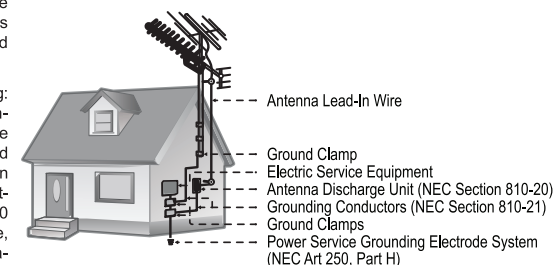 Antenna Lead-In Wire
Ground Clamp
Electric Service Equipment
Antenna Discharge Unit (NEC Section 810-20)
Grounding Conductors (NEC Section 810-21)
Ground Clamps
Power Service Grounding Electrode System
(NEC Art 250, Part H)